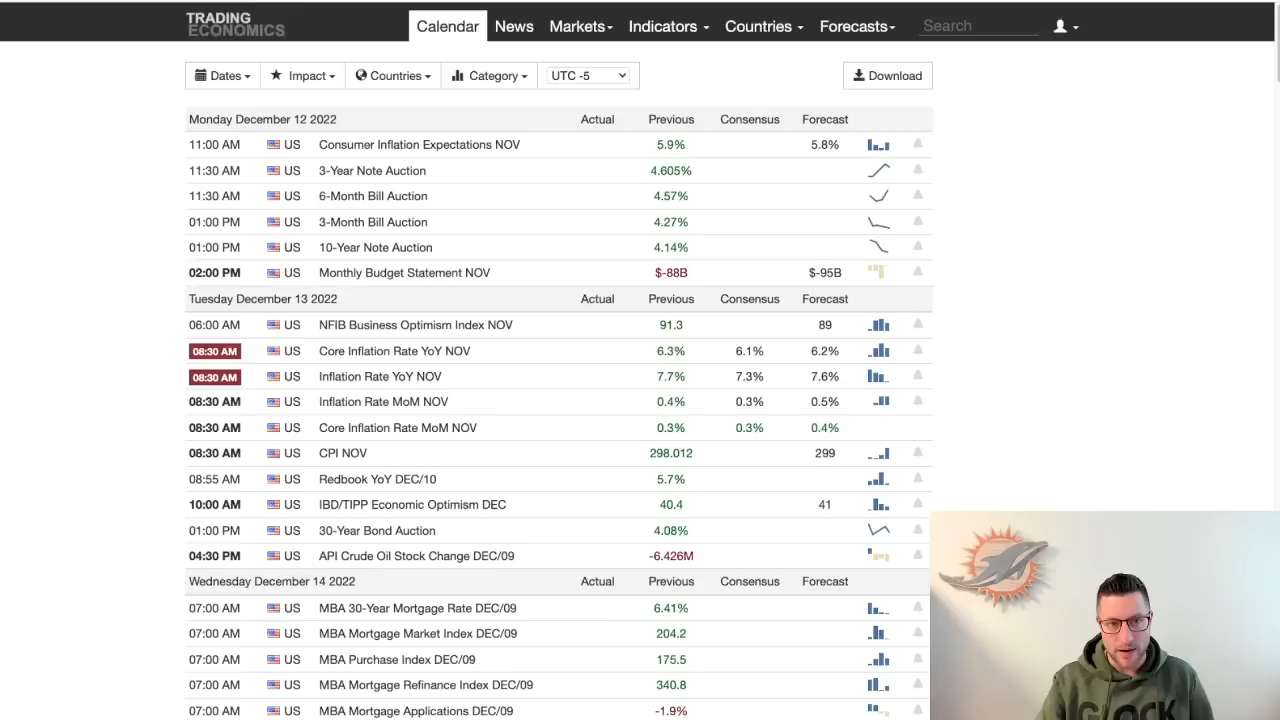 TRADING ECONOMICS
Calendar News Markets Indicators Countries Forecasts Search
Dates Impact Countries Category UTC -5 Download
Monday December 12 2022 Actual Previous Consensus Forecast
11:00 AM US Consumer Inflation Expectations NOV 5.9% 5.8%
11:30 AM US 3-Year Note Auction 4.605%
11:30 AM US 6-Month Bill Auction 4.57%
01:00 PM US 3-Month Bill Auction 4.27%
01:00 PM US 10-Year Note Auction 4.14%
02:00 PM US Monthly Budget Statement NOV $-88B $-95B
Tuesday December 13 2022 Actual Previous Consensus Forecast
06:00 AM US NFIB Business Optimism Index NOV 91.3 89
08:30 AM US Core Inflation Rate YoY NOV 6.3% 6.1% 6.2%
08:30 AM US Inflation Rate YoY NOV 7.7% 7.3% 7.6%
08:30 AM US Inflation Rate MoM NOV 0.4% 0.3% 0.5%
08:30 AM US Core Inflation Rate MoM NOV 0.3% 0.3% 0.4%
08:30 AM US CPI NOV 298.012 299
08:55 AM US Redbook YoY DEC/10 5.7%
10:00 AM US IBD/TIPP Economic Optimism DEC 40.4 41
01:00 PM US 30-Year Bond Auction 4.08%
04:30 PM US API Crude Oil Stock Change DEC/09 -6.426M
Wednesday December 14 2022 Actual Previous Consensus Forecast
07:00 AM US MBA 30-Year Mortgage Rate DEC/09 6.41%
07:00 AM US MBA Mortgage Market Index DEC/09 204.2
07:00 AM US MBA Purchase Index DEC/09 175.5
07:00 AM US MBA Mortgage Refinance Index DEC/09 340.8
07:00 AM US MBA Mortgage Applications DEC/09 -1.9%